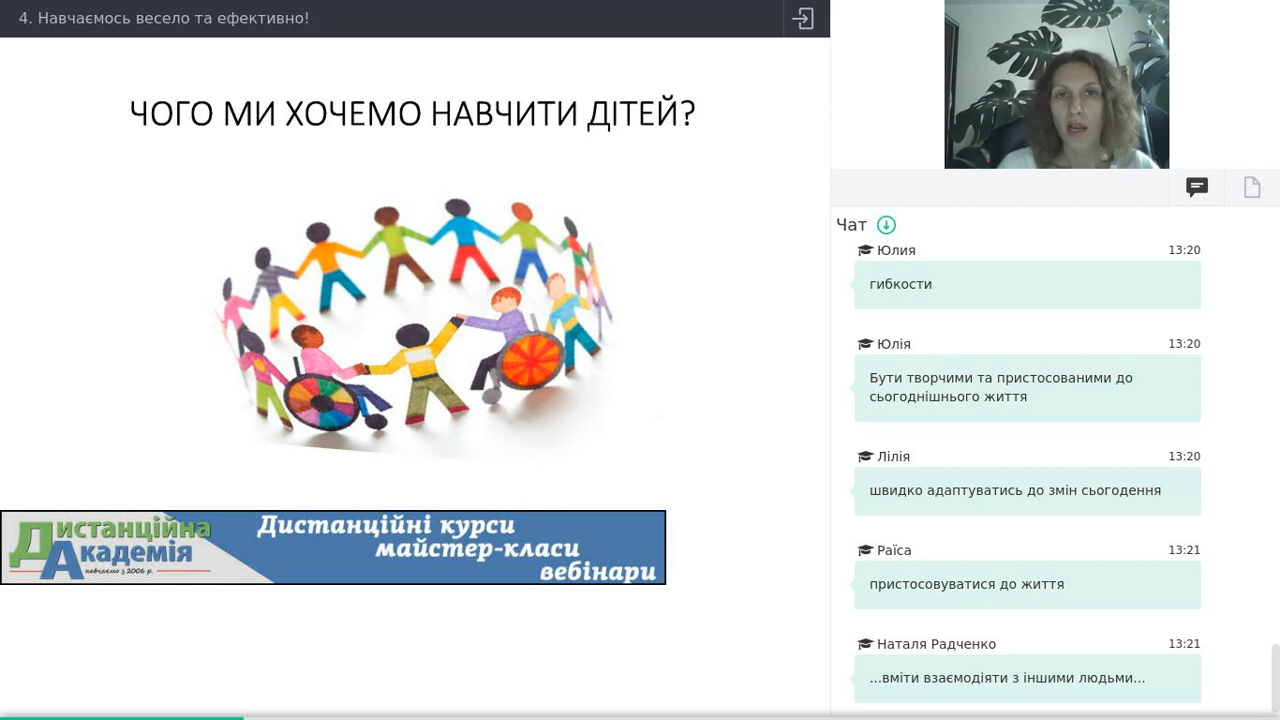 4. Навчаємось весело та ефективно!
ЧОГО МИ ХОЧЕМО НАВЧИТИ ДІТЕЙ?
Дистанційна
Академія
навчаємо з 2006 р.
Дистанційні курси
майстер-класи
вебінари
Чат
Юлия 13:20
гибкости
Юлія 13:20
Бути творчими та пристосованими до
сьогоднішнього життя
Лілія 13:20
швидко адаптуватись до змін сьогодення
Раїса 13:21
пристосовуватися до життя
Наталя Радченко 13:21
...вміти взаємодіяти з іншими людьми...